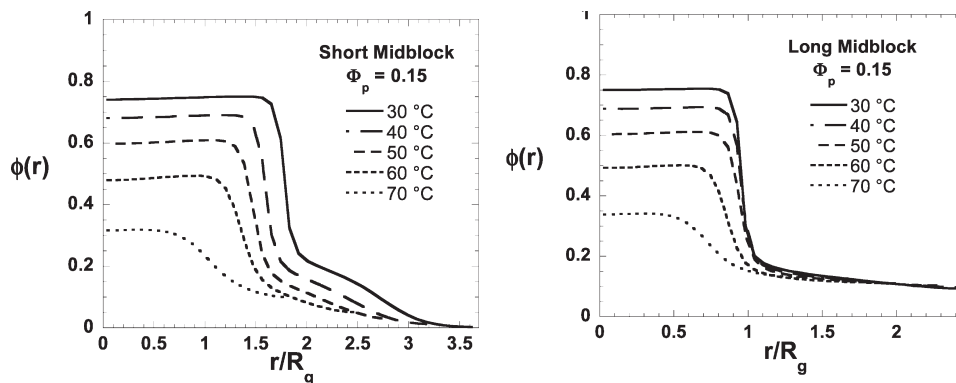 1
0.8
0.6
0.4
0.2
0
ϕ(r)
Short Midblock
Φp = 0.15
30 °C
40 °C
50 °C
60 °C
70 °C
0 0.5 1 1.5 2 2.5 3 3.5
r/Rg
1
0.8
0.6
0.4
0.2
0
ϕ(r)
Long Midblock
Φp = 0.15
30 °C
40 °C
50 °C
60 °C
70 °C
0 0.5 1 1.5 2
r/Rg